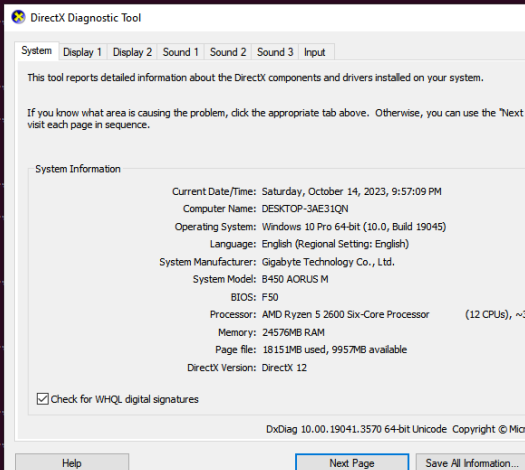 DirectX Diagnostic Tool
System Display 1 Display 2 Sound 1 Sound 2 Sound 3 Input
This tool reports detailed information about the DirectX components and drivers installed on your system.
If you know what area is causing the problem, click the appropriate tab above. Otherwise, you can use the "Next
visit each page in sequence.
System Information
Current Date/Time: Saturday, October 14, 2023, 9:57:09 PM
Computer Name: DESKTOP-3AE31QN
Operating System: Windows 10 Pro 64-bit (10.0, Build 19045)
Language: English (Regional Setting: English)
System Manufacturer: Gigabyte Technology Co., Ltd.
System Model: B450 AORUS M
BIOS: F50
Processor: AMD Ryzen 5 2600 Six-Core Processor (12 CPUs), ~3
Memory: 24576MB RAM
Page file: 18151MB used, 9957MB available
DirectX Version: DirectX 12
Check for WHQL digital signatures
DxDiag 10.00.19041.3570 64-bit Unicode Copyright © Micr
Help Next Page Save All Information...